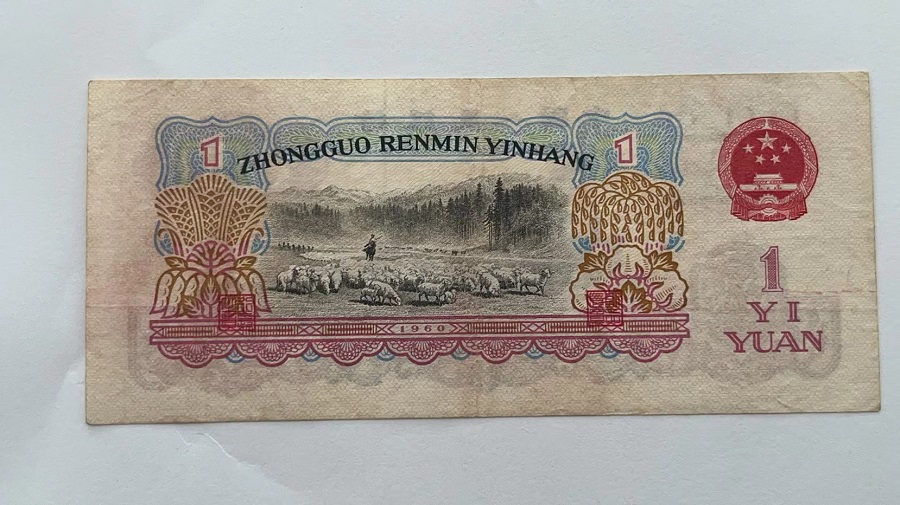 1 ZHONGGUO RENMIN YINHANG 1
1960
1
YI
YUAN